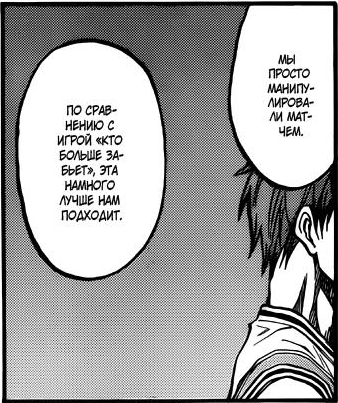 МЫ
ПРОСТО
МАНИПУ-
ЛИРОВА-
ЛИ МАТ-
ЧЕМ.
ПО СРАВ-
НЕНИЮ С
ИГРОЙ «КТО
БОЛЬШЕ ЗА-
БЬЕТ», ЭТА
НАМНОГО
ЛУЧШЕ НАМ
ПОДХОДИТ.